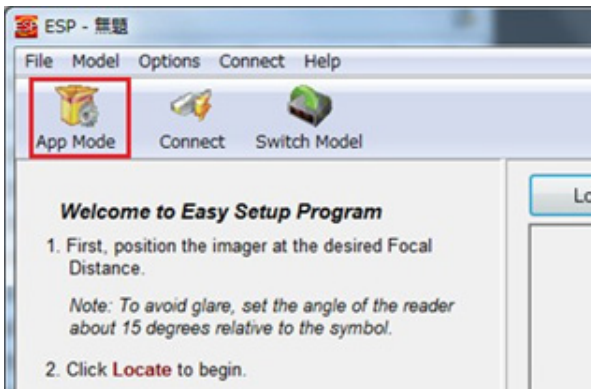 ESP - 無題
File Model Options Connect Help
App Mode Connect Switch Model
Welcome to Easy Setup Program
1. First, position the imager at the desired Focal
Distance.
Note: To avoid glare, set the angle of the reader
about 15 degrees relative to the symbol.
2. Click Locate to begin.